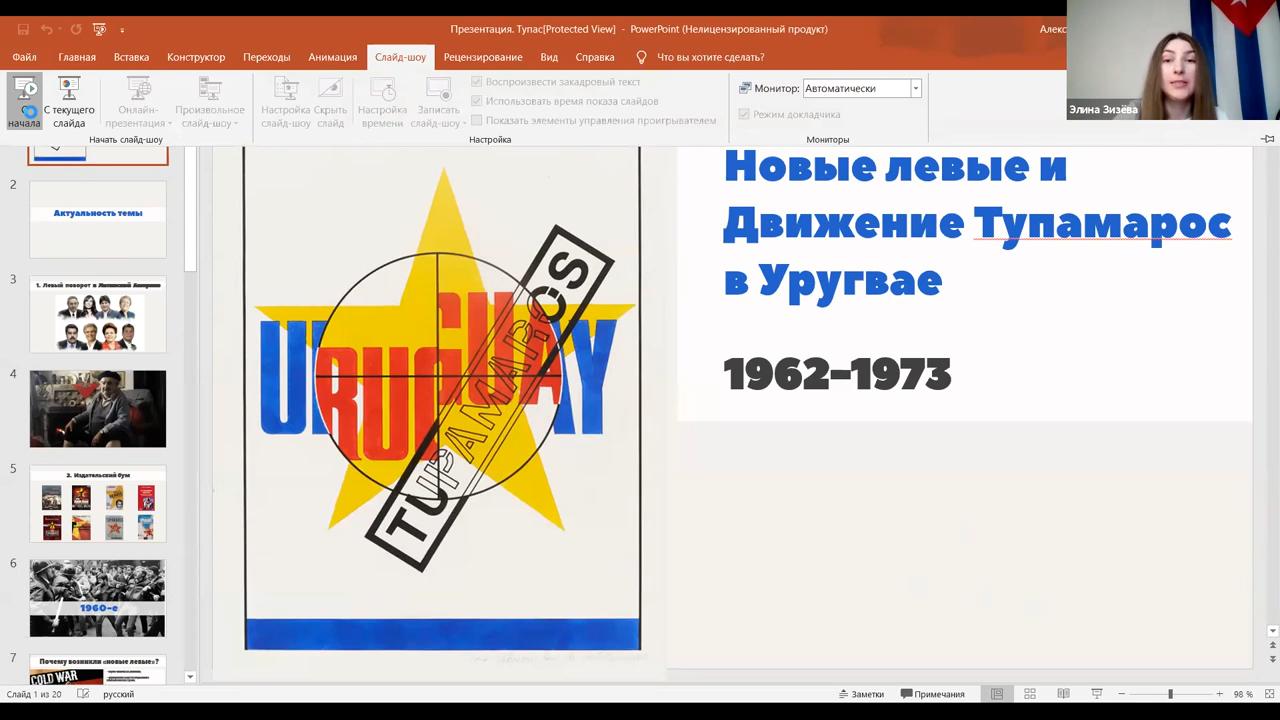 Презентация. Тупас[Protected View] - PowerPoint (Нелицензированный продукт)
Алекс
Файл Главная Вставка Конструктор Переходы Анимация Слайд-шоу Рецензирование Вид Справка Что вы хотите сделать?
С начала
С текущего слайда
Онлайн-презентация
Произвольное слайд-шоу
Начать слайд-шоу
Настройка слайд-шоу
Скрыть слайд
Настройка времени
Записать слайд-шоу
Воспроизвести закадровый текст
Использовать время показа слайдов
Показать элементы управления проигрывателем
Настройка
Монитор: Автоматически
Режим докладчика
Мониторы
Элина Зизёва
2
Актуальность темы
3
1. Левый поворот в Латинской Америке
4
5
2. Издательский бум
6
1960-е
7
Почему возникли «новые левые»?
COLD WAR
URUGUAY
TUPAMAROS
Новые левые и
Движение Тупамарос
в Уругвае
1962–1973
Слайд 1 из 20 русский Заметки Примечания 98 %